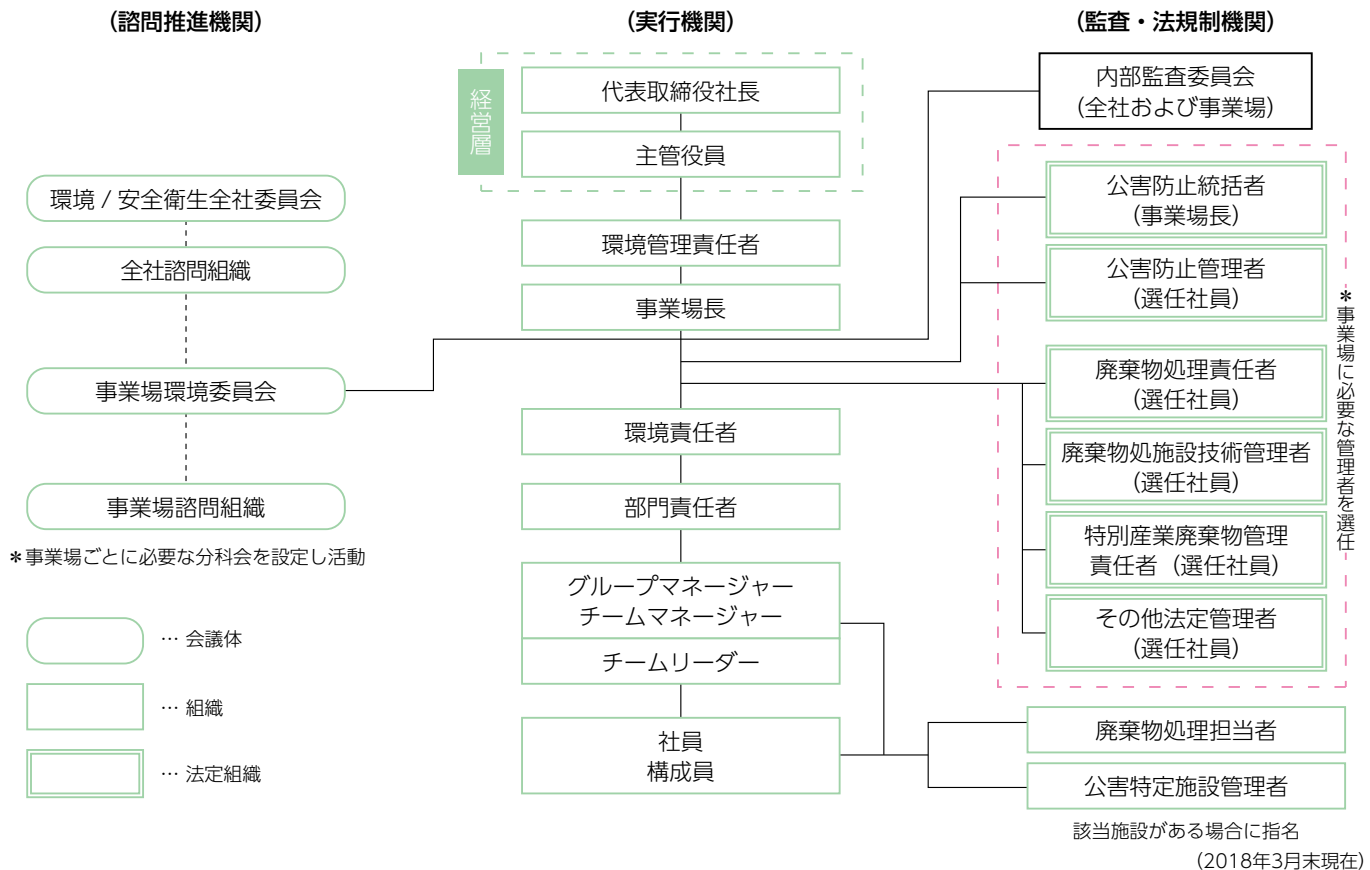 （諮問推進機関）
環境 / 安全衛生全社委員会
全社諮問組織
事業場環境委員会
事業場諮問組織
＊事業場ごとに必要な分科会を設定し活動
… 会議体
… 組織
… 法定組織
（実行機関）
経営層
代表取締役社長
主管役員
環境管理責任者
事業場長
環境責任者
部門責任者
グループマネージャー
チームマネージャー
チームリーダー
社員
構成員
（監査・法規制機関）
内部監査委員会
（全社および事業場）
公害防止統括者
（事業場長）
公害防止管理者
（選任社員）
廃棄物処理責任者
（選任社員）
廃棄物処施設技術管理者
（選任社員）
特別産業廃棄物管理
責任者（選任社員）
その他法定管理者
（選任社員）
＊事業場に必要な管理者を選任
廃棄物処理担当者
公害特定施設管理者
該当施設がある場合に指名
（2018年3月末現在）